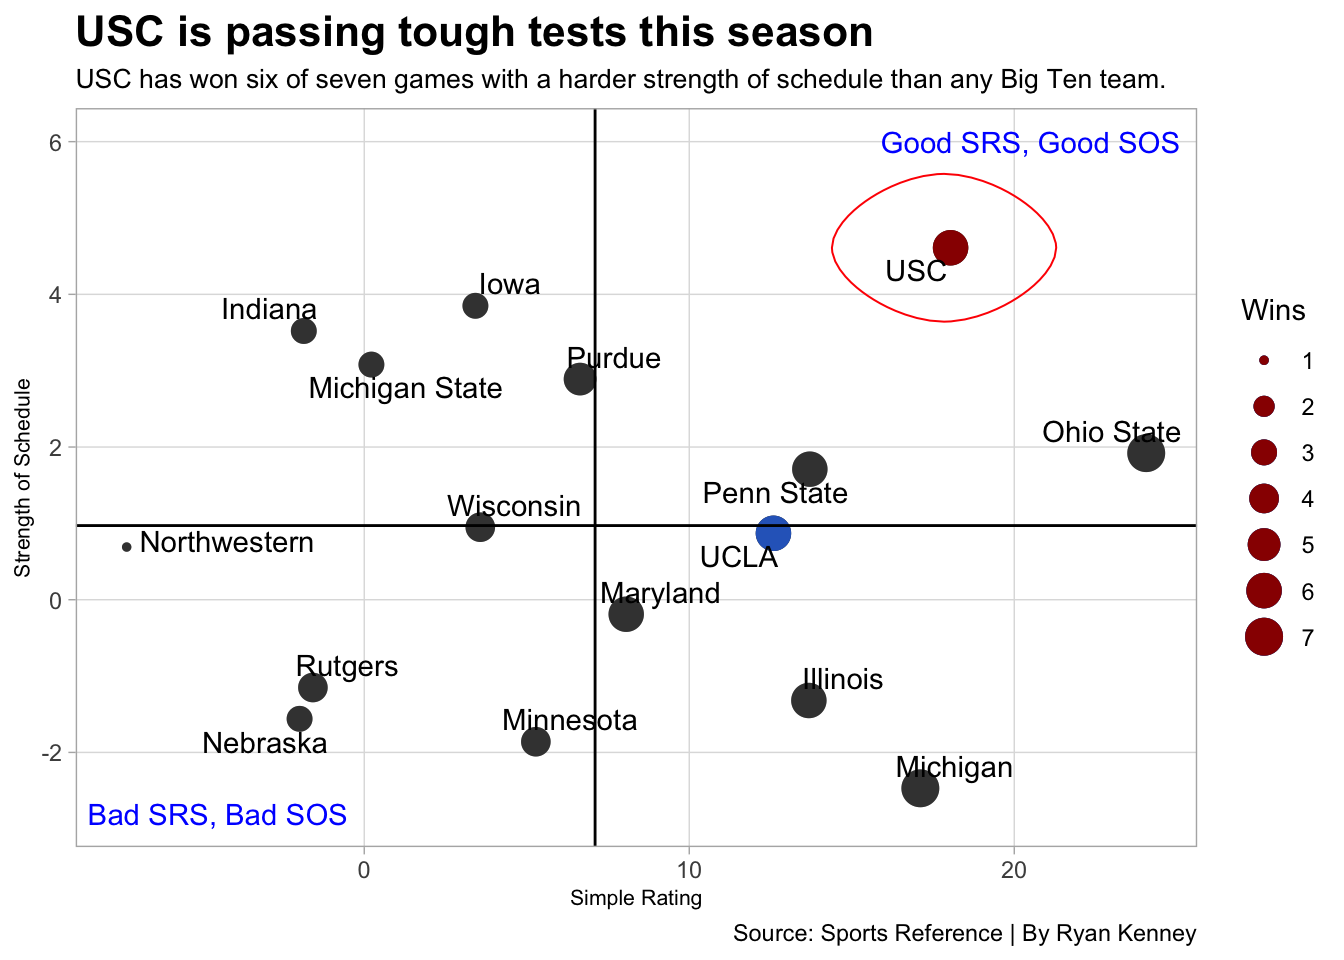 USC is passing tough tests this season
USC has won six of seven games with a harder strength of schedule than any Big Ten team.
6
4
2
0
-2
Strength of Schedule
Good SRS, Good SOS
USC
Iowa
Indiana
Purdue
Michigan State
Ohio State
Penn State
Wisconsin
Northwestern
UCLA
Maryland
Rutgers
Illinois
Minnesota
Nebraska
Michigan
Bad SRS, Bad SOS
0
10
20
Simple Rating
Wins
1
2
3
4
5
6
7
Source: Sports Reference | By Ryan Kenney